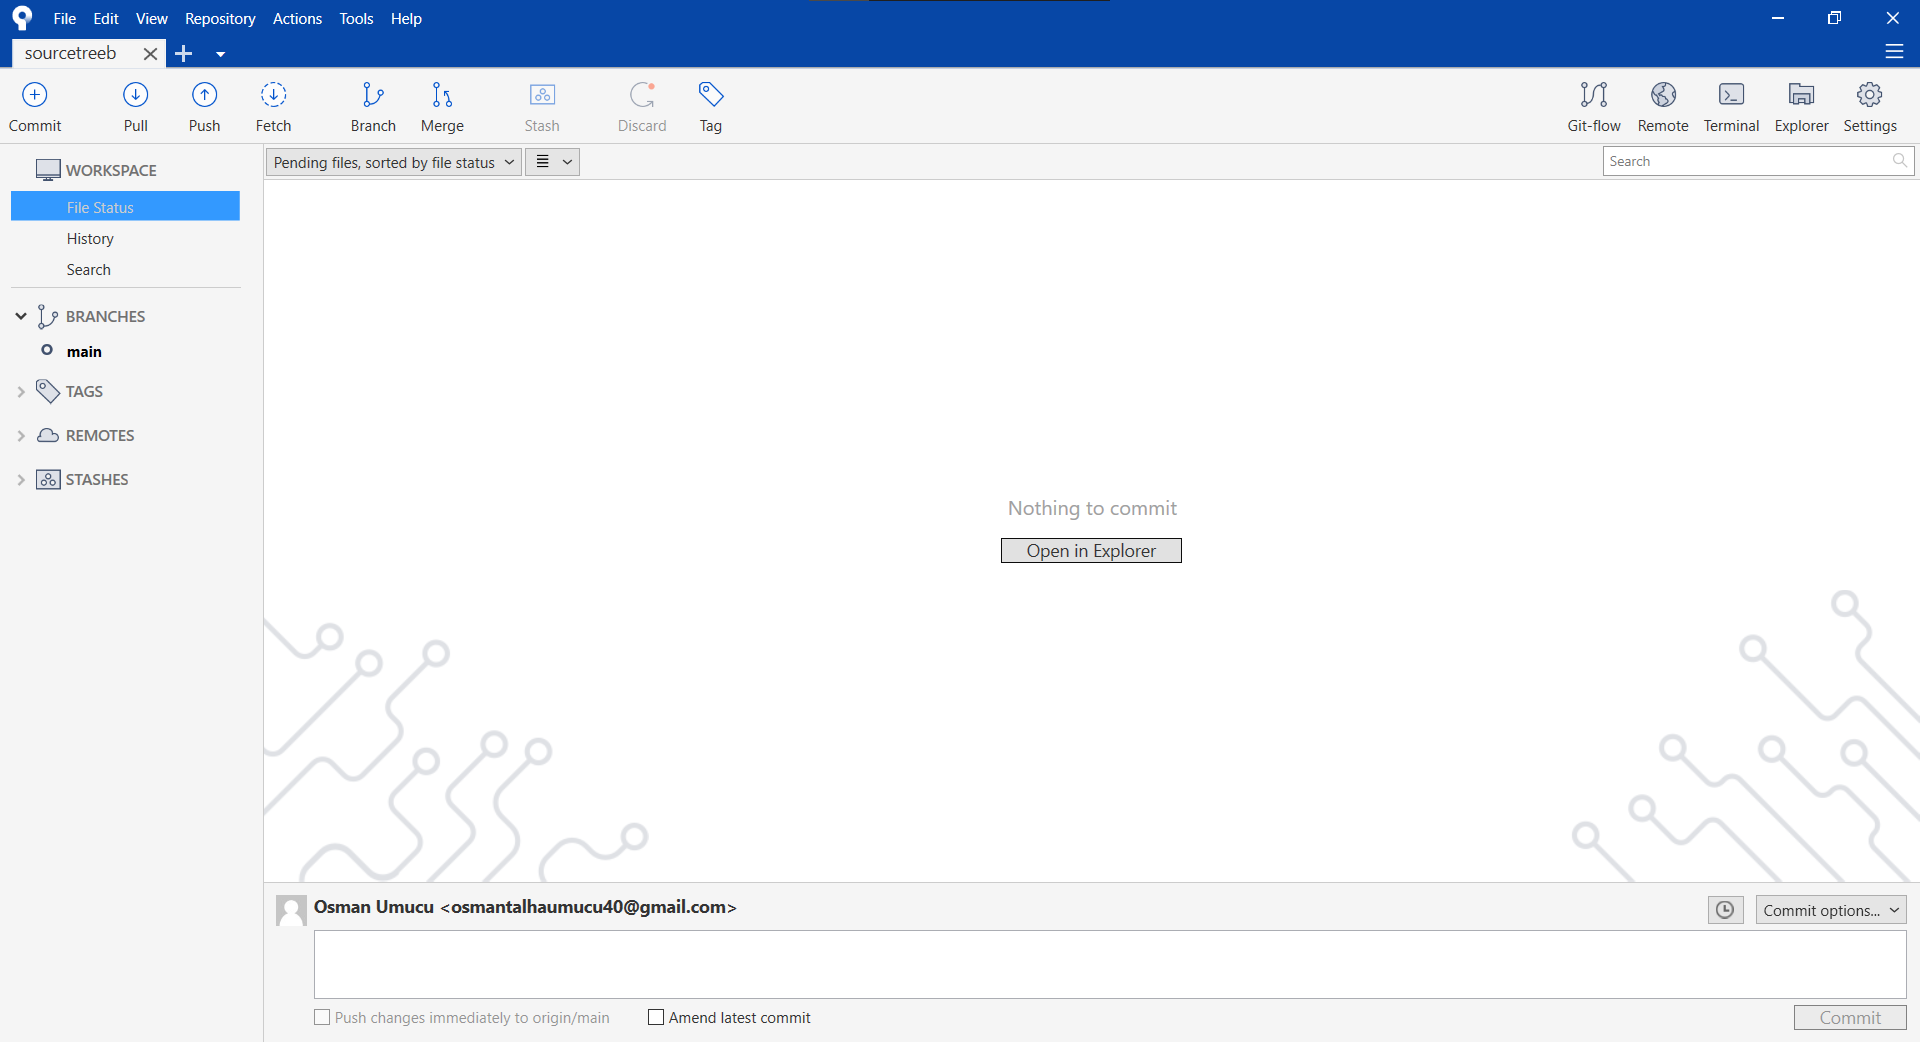 File Edit View Repository Actions Tools Help
sourcetreeb
Commit Pull Push Fetch Branch Merge Stash Discard Tag Git-flow Remote Terminal Explorer Settings
Pending files, sorted by file status
Search
WORKSPACE
File Status
History
Search
BRANCHES
main
TAGS
REMOTES
STASHES
Nothing to commit
Open in Explorer
Osman Umucu <osmantalhaumucu40@gmail.com>
Commit options...
Push changes immediately to origin/main
Amend latest commit
Commit